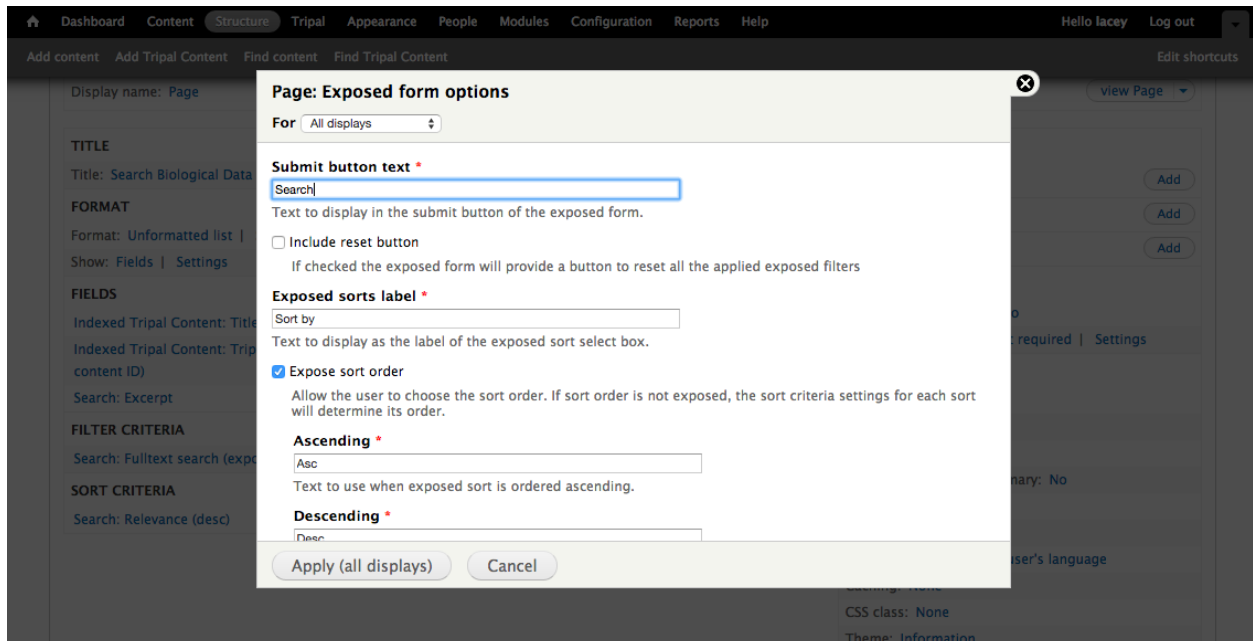 Dashboard Content Structure Tripal Appearance People Modules Configuration Reports Help Hello lacey Log out
Add content Add Tripal Content Find content Find Tripal Content Edit shortcuts
Display name: Page
view Page
TITLE
Title: Search Biological Data
FORMAT
Format: Unformatted list |
Show: Fields | Settings
FIELDS
Indexed Tripal Content: Title
Indexed Tripal Content: Trip
content ID)
Search: Excerpt
FILTER CRITERIA
Search: Fulltext search (expo
SORT CRITERIA
Search: Relevance (desc)
Page: Exposed form options
For All displays
Submit button text *
Search
Text to display in the submit button of the exposed form.
Include reset button
If checked the exposed form will provide a button to reset all the applied exposed filters
Exposed sorts label *
Sort by
Text to display as the label of the exposed sort select box.
Expose sort order
Allow the user to choose the sort order. If sort order is not exposed, the sort criteria settings for each sort
will determine its order.
Ascending *
Asc
Text to use when exposed sort is ordered ascending.
Descending *
Desc
Apply (all displays) Cancel
Add
Add
Add
required | Settings
nary: No
user's language
Caching: None
CSS class: None
Theme: Information